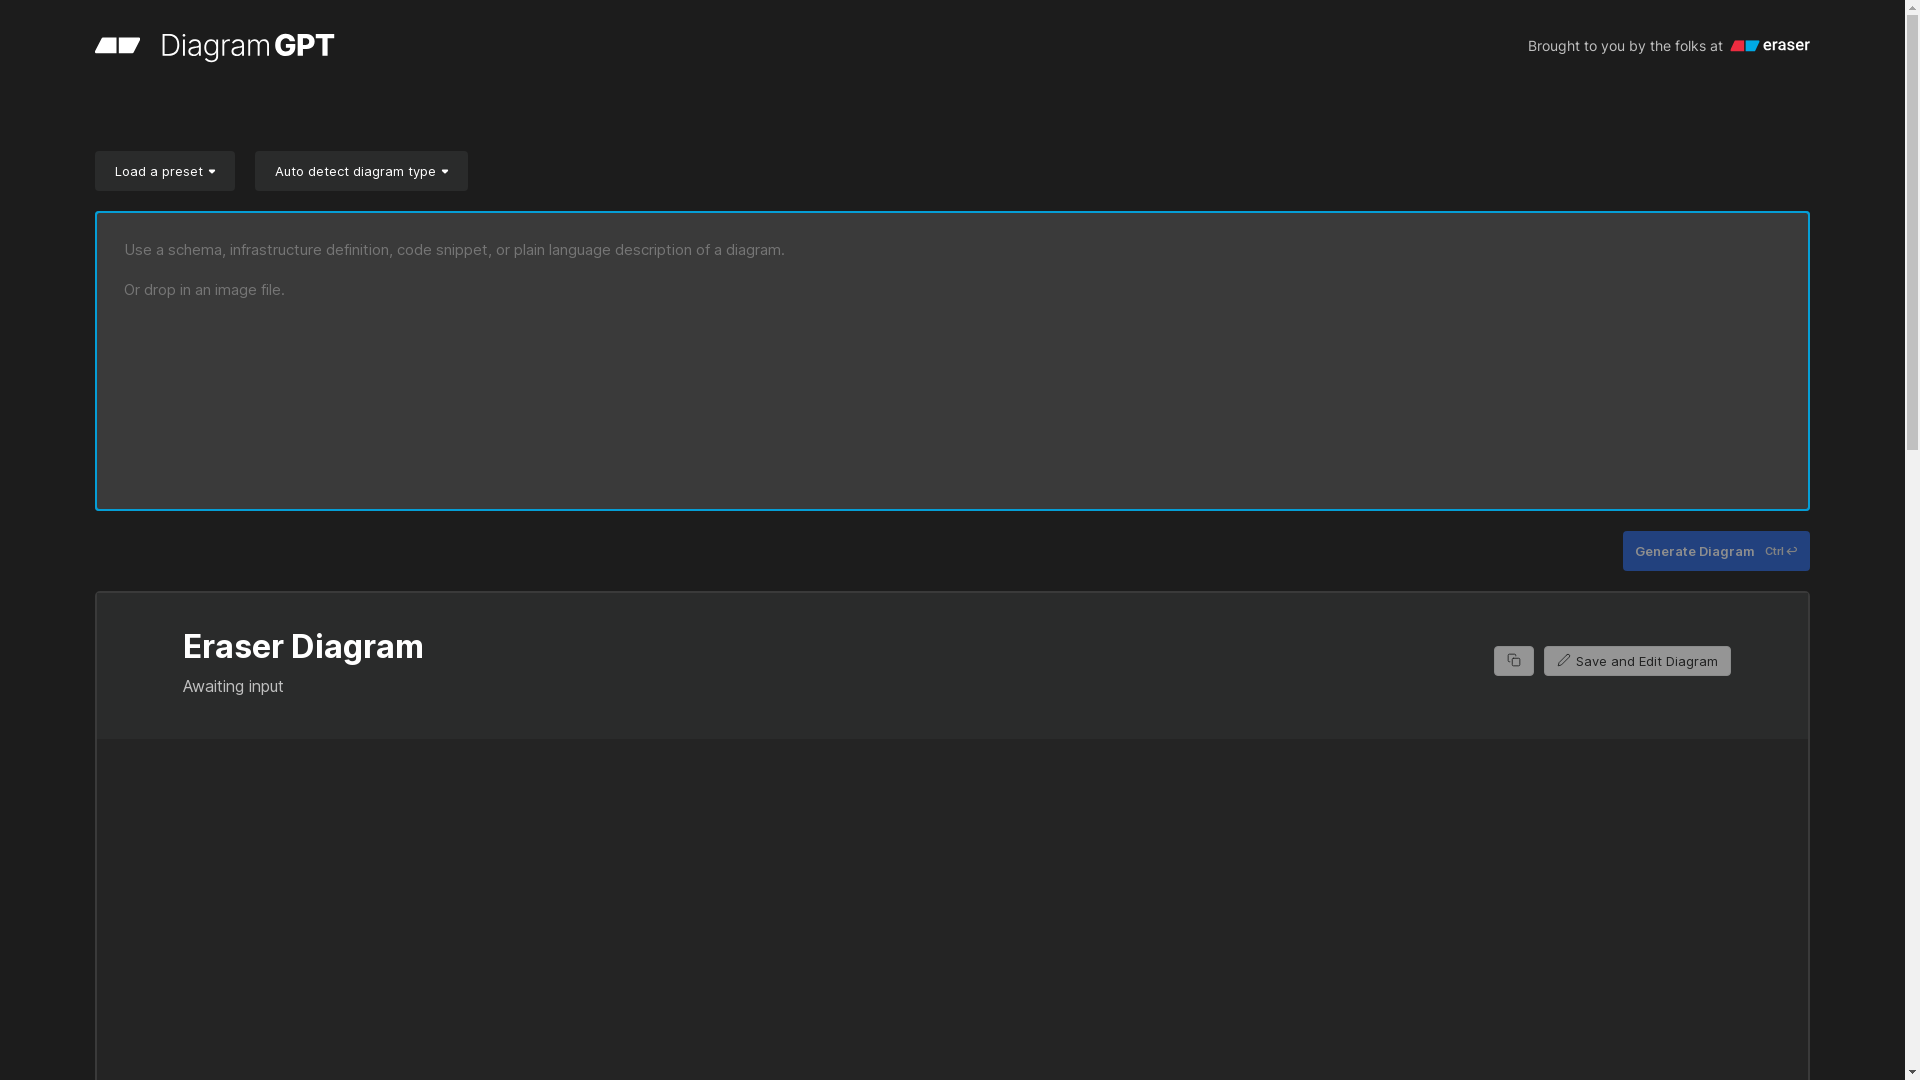 DiagramGPT
Brought to you by the folks at eraser
Load a preset
Auto detect diagram type
Use a schema, infrastructure definition, code snippet, or plain language description of a diagram.
Or drop in an image file.
Generate Diagram Ctrl
Eraser Diagram
Awaiting input
Save and Edit Diagram